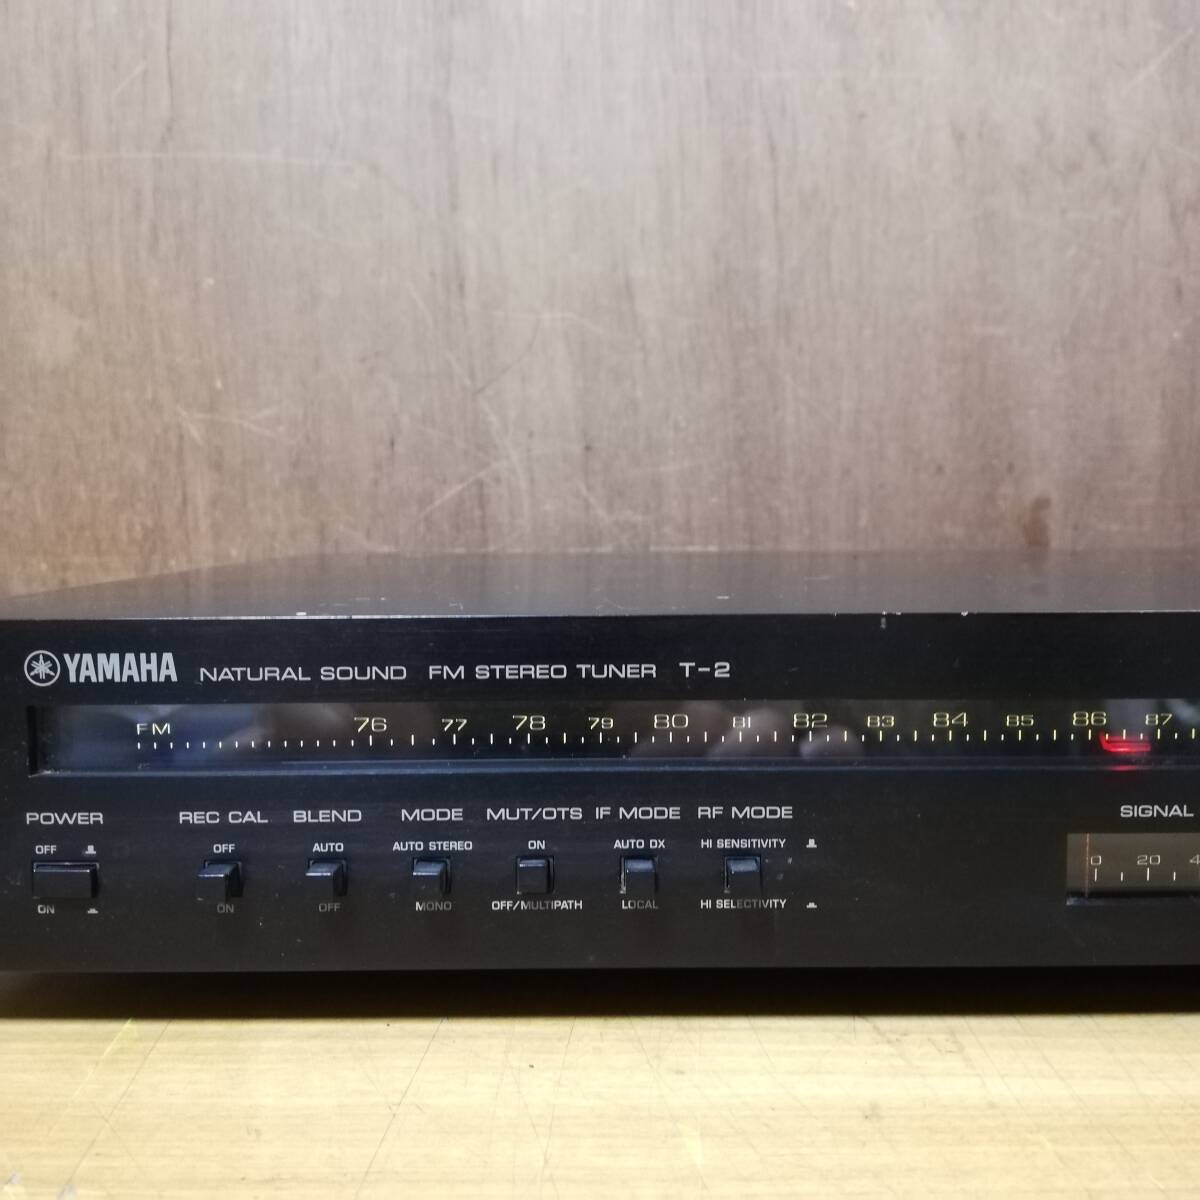 YAMAHA NATURAL SOUND FM STEREO TUNER T-2
FM 76 77 78 79 80 81 82 83 84 85 86 87
POWER REC CAL BLEND MODE MUT/OTS IF MODE RF MODE SIGNAL
OFF OFF AUTO AUTO STEREO ON AUTO DX HI SENSITIVITY
0 20 4
ON ON OFF MONO OFF/MULTIPATH LOCAL HI SELECTIVITY